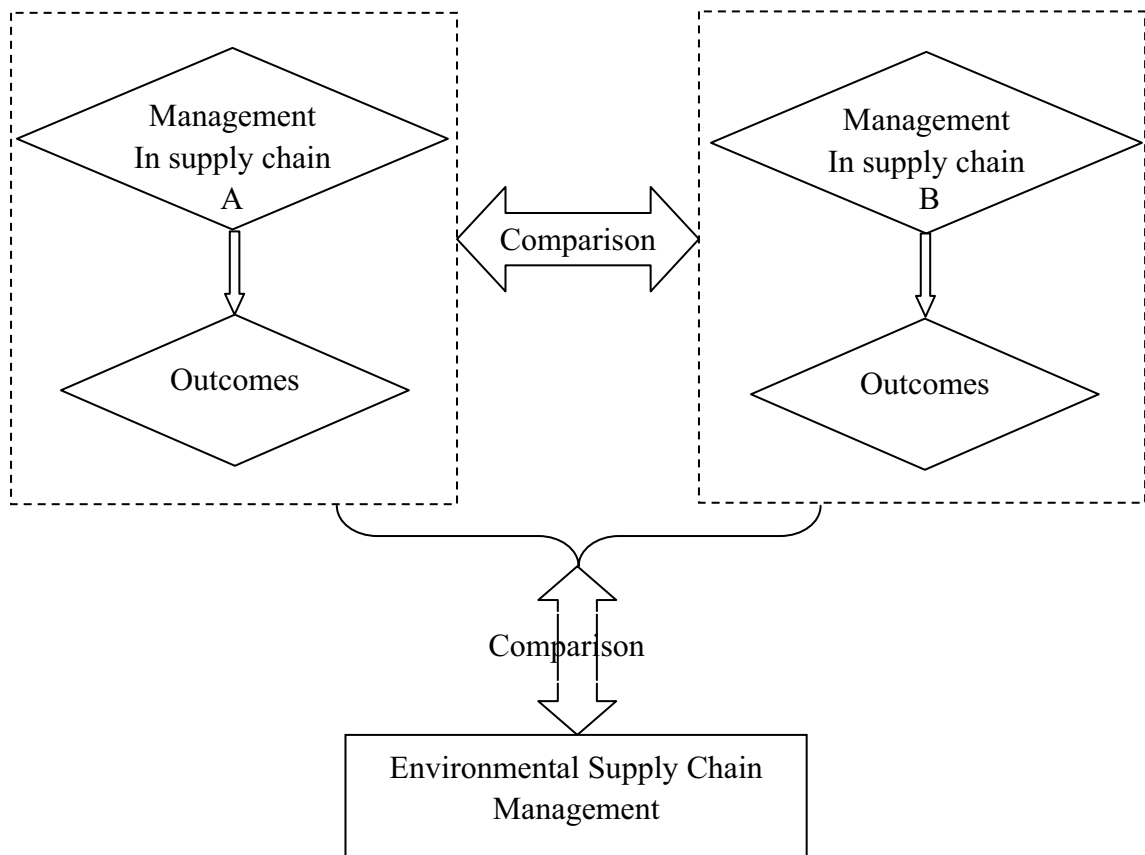 Management
In supply chain
A
Outcomes
Comparison
Management
In supply chain
B
Outcomes
Comparison
Environmental Supply Chain
Management